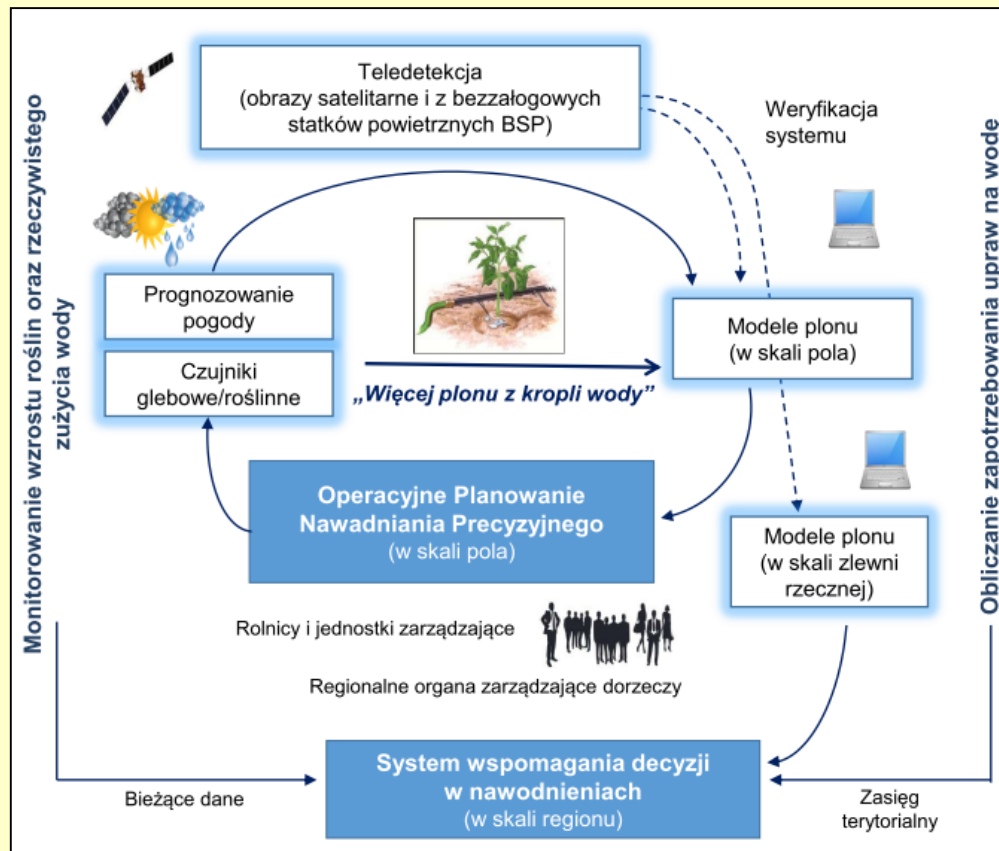 Teledetekcja
(obrazy satelitarne i z bezzałogowych
statków powietrznych BSP)
Weryfikacja
systemu
Monitorowanie wzrostu roślin oraz rzeczywistego
zużycia wody
Prognozowanie
pogody
Czujniki
glebowe/roślinne
„Więcej plonu z kropli wody”
Modele plonu
(w skali pola)
Operacyjne Planowanie
Nawadniania Precyzyjnego
(w skali pola)
Modele plonu
(w skali zlewni
rzecznej)
Obliczanie zapotrzebowania upraw na wode
Rolnicy i jednostki zarządzające
Regionalne organa zarządzające dorzeczy
System wspomagania decyzji
w nawodnieniach
(w skali regionu)
Bieżące dane
Zasięg
terytorialny